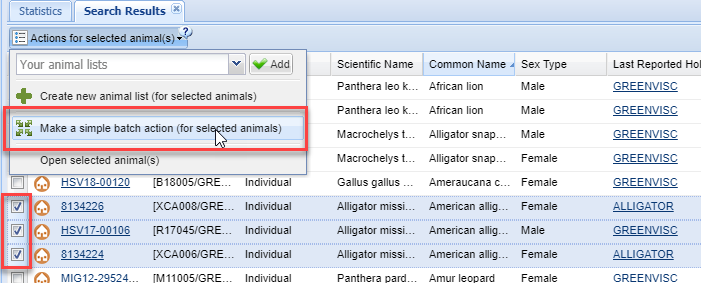 Statistics Search Results
Actions for selected animal(s) ?
Your animal lists Add
Scientific Name Common Name Sex Type Last Reported Hol
Panthera leo k... African lion Male GREENVISC
Create new animal list (for selected animals)
Panthera leo k... African lion Male GREENVISC
Make a simple batch action (for selected animals)
Macrochelys t... Alligator snap... Male GREENVISC
Open selected animal(s)
Macrochelys t... Alligator snap... Female GREENVISC
HSV18-00120 [B18005/GRE... Individual Gallus gallus ... Ameraucana c... Female GREENVISC
8134226 [XCA008/GRE... Individual Alligator missi... American allig... Female ALLIGATOR
HSV17-00106 [R17045/GRE... Individual Alligator missi... American allig... Male GREENVISC
8134224 [XCA006/GRE... Individual Alligator missi... American allig... Female ALLIGATOR
MIG12-29524... [M11005/GRE... Individual Panthera pard... Amur leopard Female GREENVISC